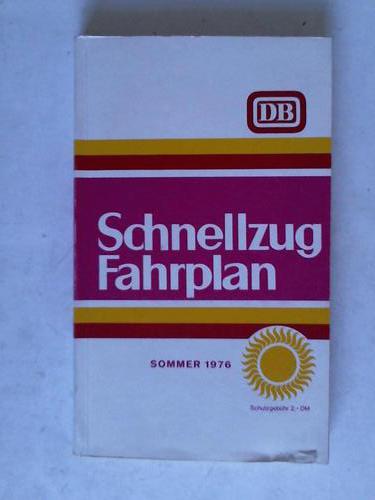 DB
Schnellzug
Fahrplan
SOMMER 1976
Schutzgebühr 2,- DM